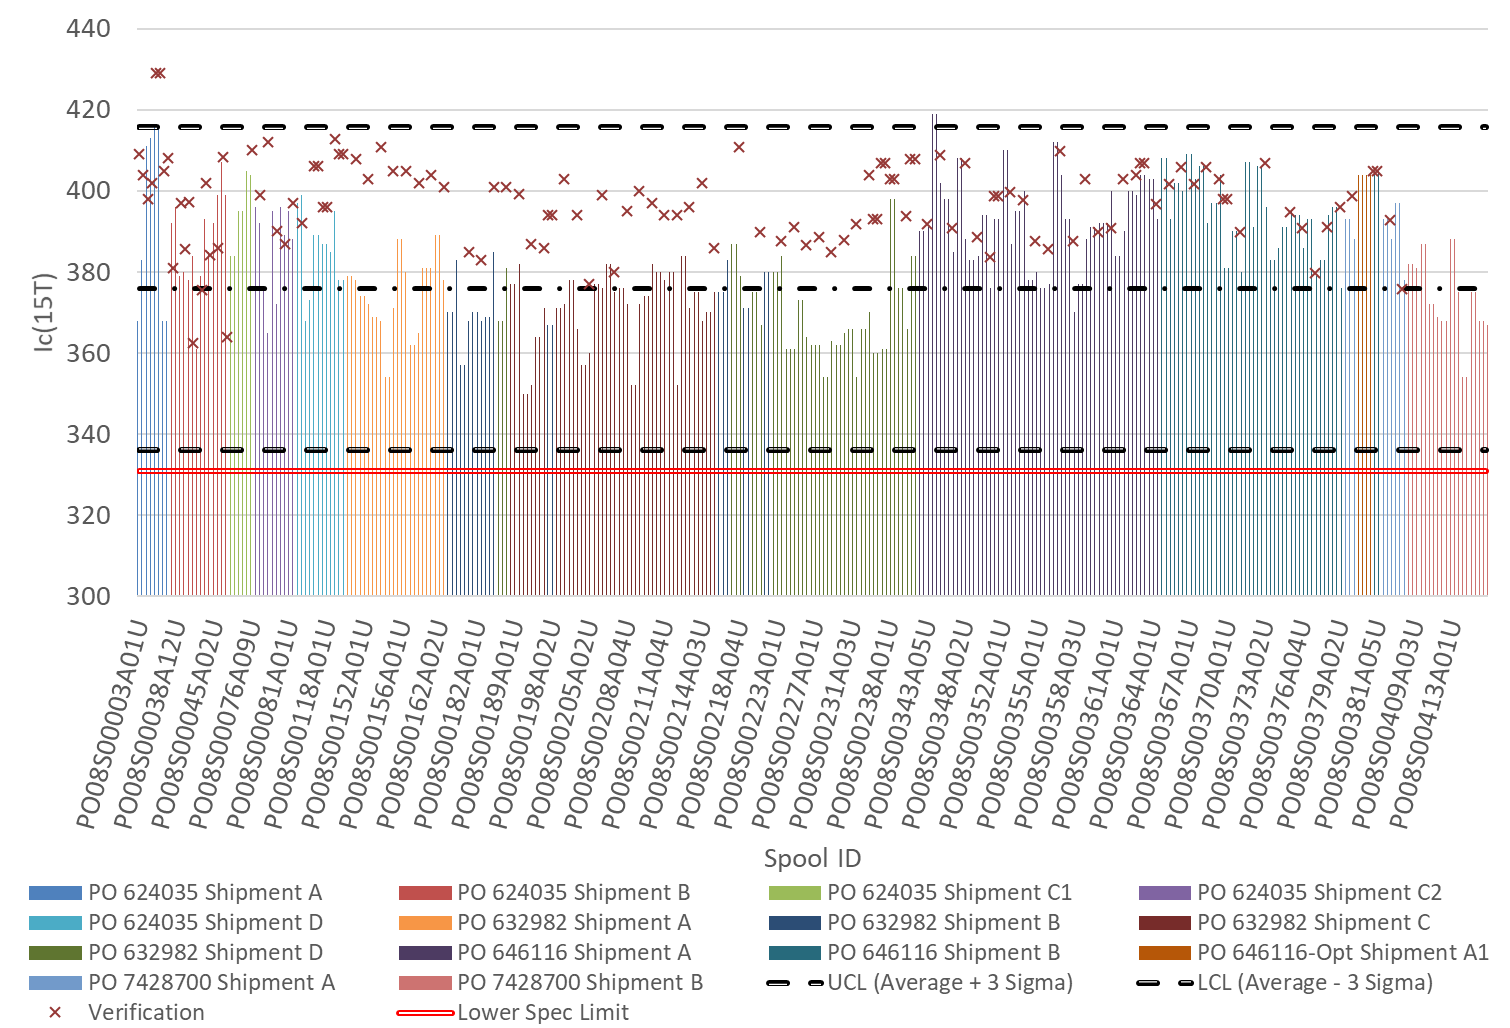 440
420
400
380
360
340
320
300
Ic(15T)
PO08S00003A01U
PO08S00038A12U
PO08S00045A02U
PO08S00076A09U
PO08S00081A01U
PO08S00118A01U
PO08S00152A01U
PO08S00156A01U
PO08S00162A02U
PO08S00182A01U
PO08S00189A01U
PO08S00198A02U
PO08S00205A02U
PO08S00208A04U
PO08S00211A04U
PO08S00214A03U
PO08S00218A04U
PO08S00223A01U
PO08S00227A01U
PO08S00231A03U
PO08S00238A01U
PO08S00343A05U
PO08S00348A02U
PO08S00352A01U
PO08S00355A01U
PO08S00358A03U
PO08S00361A01U
PO08S00364A01U
PO08S00367A01U
PO08S00370A01U
PO08S00373A02U
PO08S00376A04U
PO08S00379A02U
PO08S00381A05U
PO08S00409A03U
PO08S00413A01U
Spool ID
PO 624035 Shipment A
PO 624035 Shipment B
PO 624035 Shipment C1
PO 624035 Shipment C2
PO 624035 Shipment D
PO 632982 Shipment A
PO 632982 Shipment B
PO 632982 Shipment C
PO 632982 Shipment D
PO 646116 Shipment A
PO 646116 Shipment B
PO 646116-Opt Shipment A1
PO 7428700 Shipment A
PO 7428700 Shipment B
UCL (Average + 3 Sigma)
LCL (Average - 3 Sigma)
Verification
Lower Spec Limit